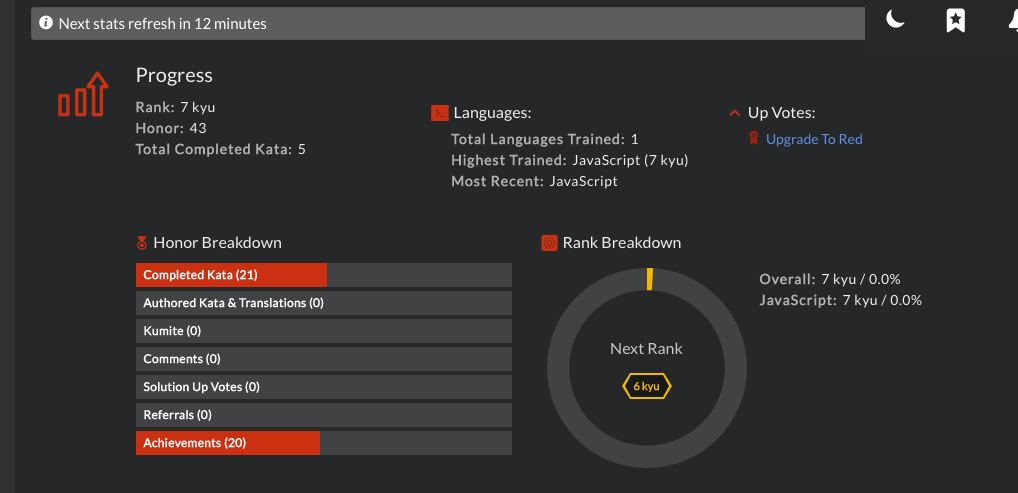 Next stats refresh in 12 minutes
Progress
Rank: 7 kyu
Honor: 43
Total Completed Kata: 5
Languages:
Total Languages Trained: 1
Highest Trained: JavaScript (7 kyu)
Most Recent: JavaScript
Up Votes:
Upgrade To Red
Honor Breakdown
Completed Kata (21)
Authored Kata & Translations (0)
Kumite (0)
Comments (0)
Solution Up Votes (0)
Referrals (0)
Achievements (20)
Rank Breakdown
Next Rank
6 kyu
Overall: 7 kyu / 0.0%
JavaScript: 7 kyu / 0.0%